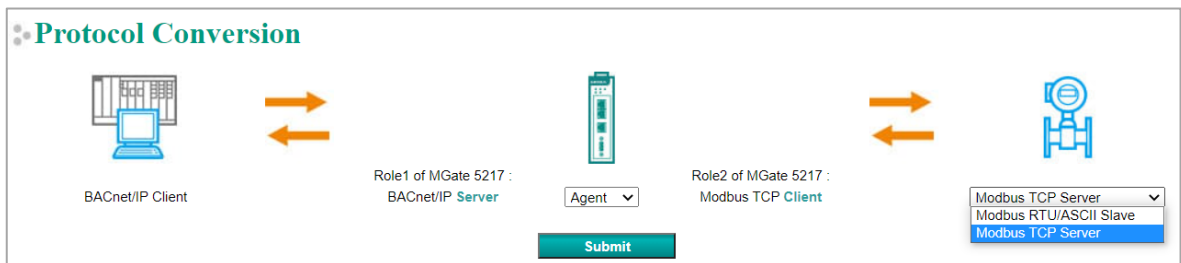 Protocol Conversion
Role1 of MGate 5217 :
Role2 of MGate 5217 :
BACnet/IP Client
BACnet/IP Server
Agent
Modbus TCP Client
Modbus TCP Server
Modbus RTU/ASCII Slave
Modbus TCP Server
Submit